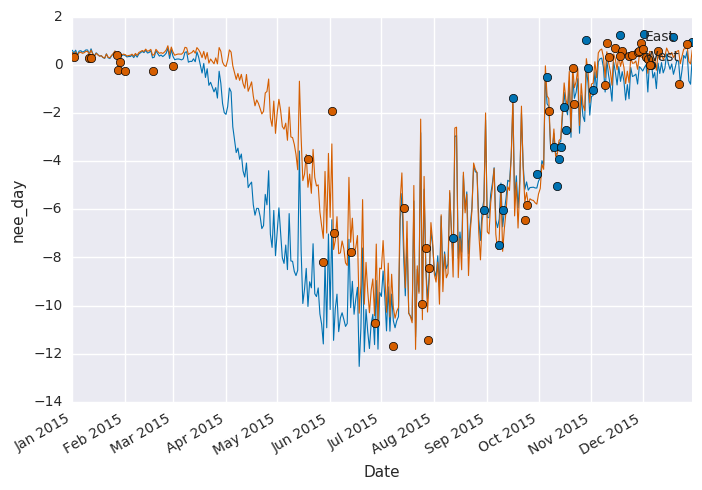 2
0
−2
−4
−6
−8
−10
−12
−14
nee_day
East
West
Jan 2015
Feb 2015
Mar 2015
Apr 2015
May 2015
Jun 2015
Jul 2015
Aug 2015
Sep 2015
Oct 2015
Nov 2015
Dec 2015
Date